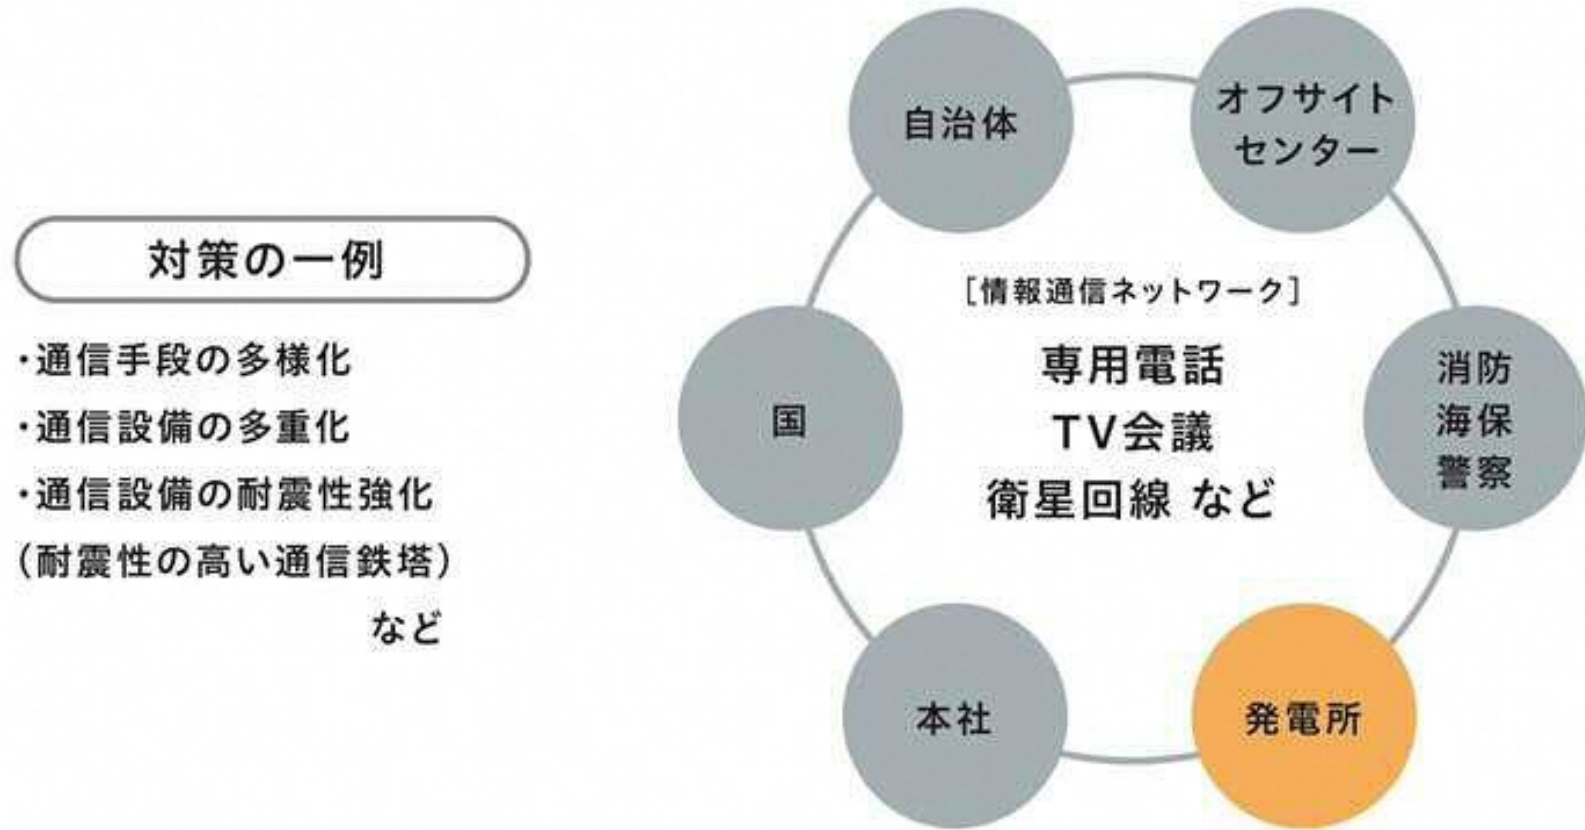 対策の一例
・通信手段の多様化
・通信設備の多重化
・通信設備の耐震性強化
（耐震性の高い通信鉄塔）
など
自治体
オフサイト
センター
［情報通信ネットワーク］
専用電話
TV会議
衛星回線 など
国
消防
海保
警察
本社
発電所